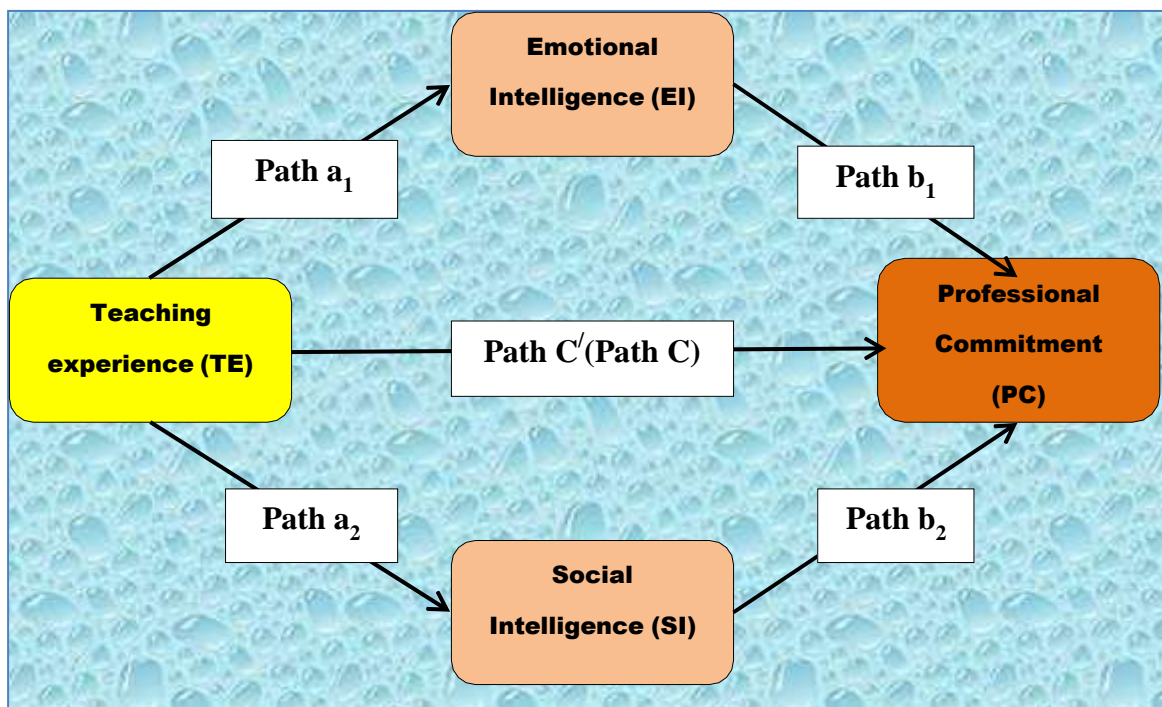 Emotional
Intelligence (EI)
Path a₁
Path b₁
Teaching
experience (TE)
Path C′(Path C)
Professional
Commitment
(PC)
Path a₂
Path b₂
Social
Intelligence (SI)